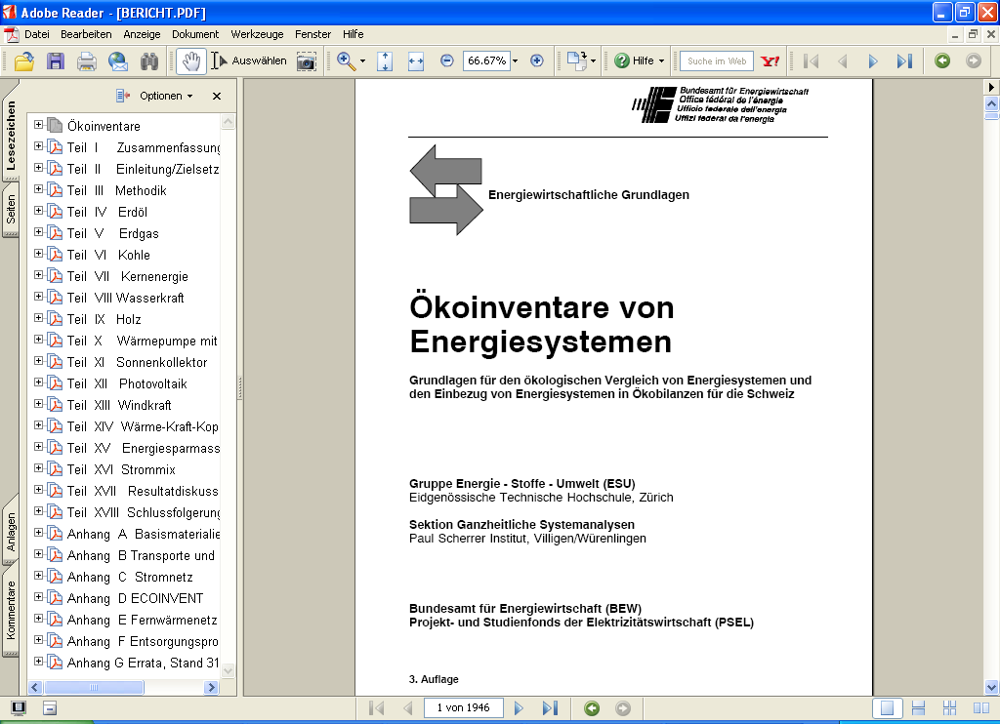 Adobe Reader - [BERICHT.PDF]
Datei Bearbeiten Anzeige Dokument Werkzeuge Fenster Hilfe
Auswählen 66.67% Hilfe Suche im Web Y!
Optionen
Lesezeichen
Seiten
Anlagen
Kommentare
Ökoinventare
Teil I Zusammenfassung
Teil II Einleitung/Zielsetz
Teil III Methodik
Teil IV Erdöl
Teil V Erdgas
Teil VI Kohle
Teil VII Kernenergie
Teil VIII Wasserkraft
Teil IX Holz
Teil X Wärmepumpe mit
Teil XI Sonnenkollektor
Teil XII Photovoltaik
Teil XIII Windkraft
Teil XIV Wärme-Kraft-Kop
Teil XV Energiesparmass
Teil XVI Strommix
Teil XVII Resultatdiskuss
Teil XVIII Schlussfolgerung
Anhang A Basismaterialie
Anhang B Transporte und
Anhang C Stromnetz
Anhang D ECOINVENT
Anhang E Fernwärmenetz
Anhang F Entsorgungspro
Anhang G Errata, Stand 31
Bundesamt für Energiewirtschaft
Office fédéral de l'énergie
Ufficio federale dell'energia
Uffizi federal da l'energia
Energiewirtschaftliche Grundlagen
Ökoinventare von
Energiesystemen
Grundlagen für den ökologischen Vergleich von Energiesystemen und
den Einbezug von Energiesystemen in Ökobilanzen für die Schweiz
Gruppe Energie - Stoffe - Umwelt (ESU)
Eidgenössische Technische Hochschule, Zürich
Sektion Ganzheitliche Systemanalysen
Paul Scherrer Institut, Villigen/Würenlingen
Bundesamt für Energiewirtschaft (BEW)
Projekt- und Studienfonds der Elektrizitätswirtschaft (PSEL)
3. Auflage
1 von 1946